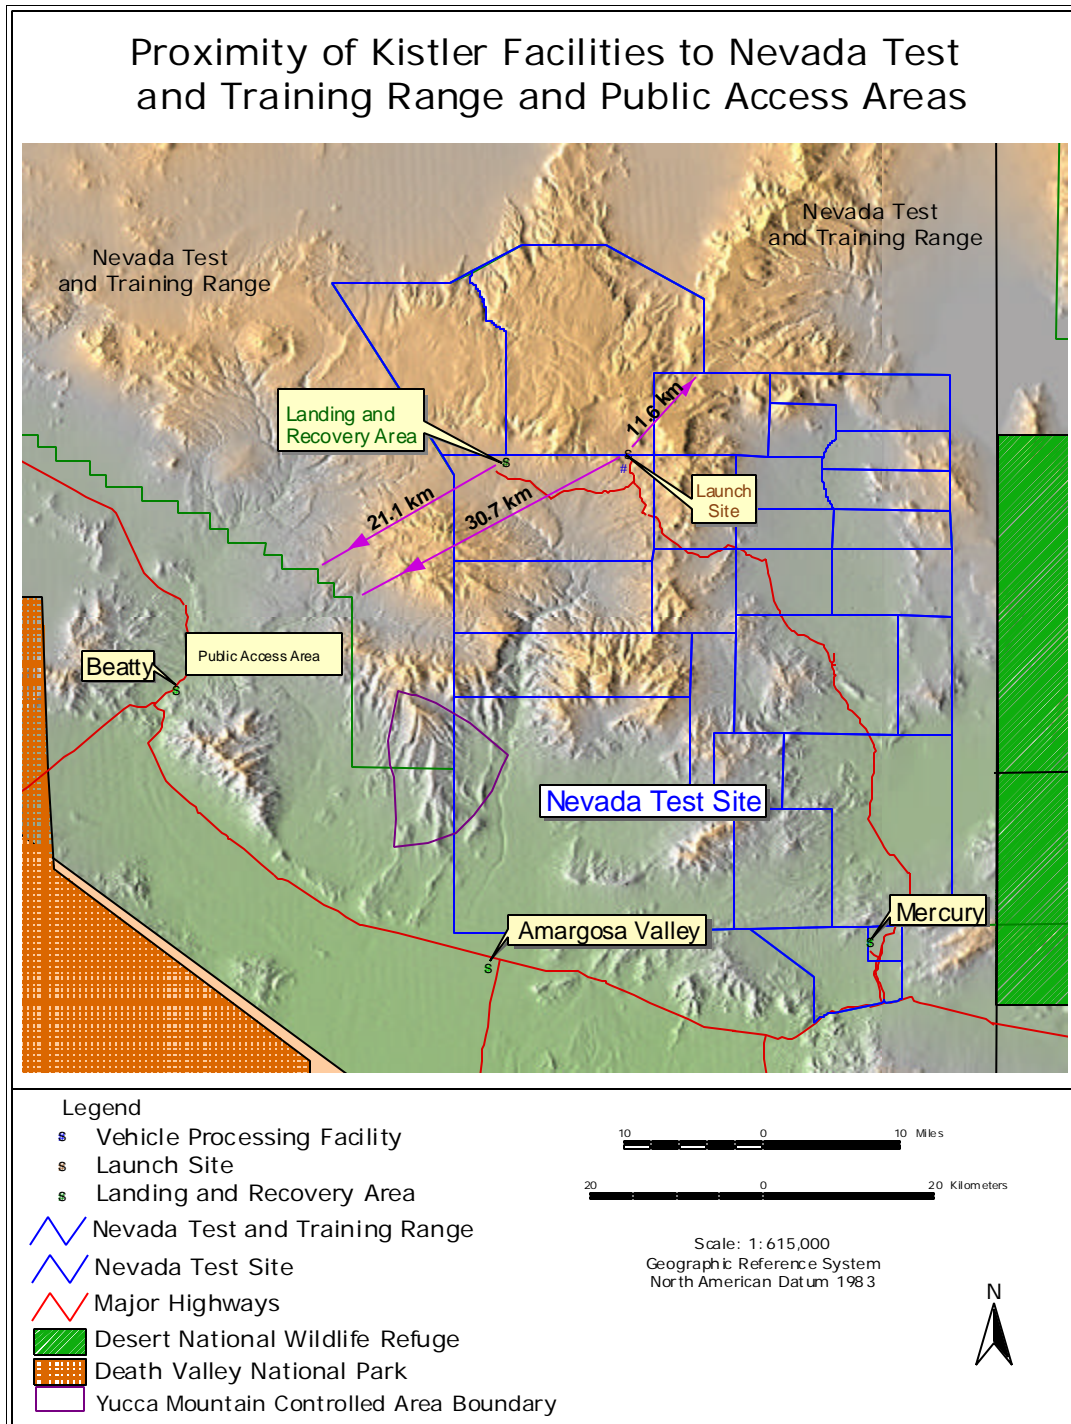 Proximity of Kistler Facilities to Nevada Test
and Training Range and Public Access Areas
Nevada Test
and Training Range
Nevada Test
and Training Range
Landing and
Recovery Area
11.6 km
Launch
Site
21.1 km
30.7 km
#
S
S
Public Access Area
Beatty
S
Nevada Test Site
Mercury
S
Amargosa Valley
S
Legend
S Vehicle Processing Facility
S Launch Site
S Landing and Recovery Area
Nevada Test and Training Range
Nevada Test Site
Major Highways
Desert National Wildlife Refuge
Death Valley National Park
Yucca Mountain Controlled Area Boundary
10 0 10 Miles
20 0 20 Kilometers
Scale: 1:615,000
Geographic Reference System
North American Datum 1983
N